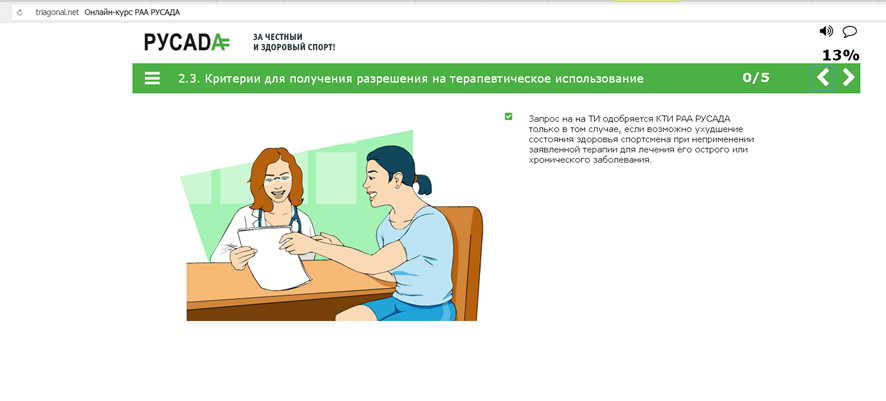 triagonal.net Онлайн-курс РАА РУСАДА
РУСАДА
ЗА ЧЕСТНЫЙ
И ЗДОРОВЫЙ СПОРТ!
13%
2.3. Критерии для получения разрешения на терапевтическое использование
0/5
Запрос на на ТИ одобряется КТИ РАА РУСАДА
только в том случае, если возможно ухудшение
состояния здоровья спортсмена при неприменении
заявленной терапии для лечения его острого или
хронического заболевания.